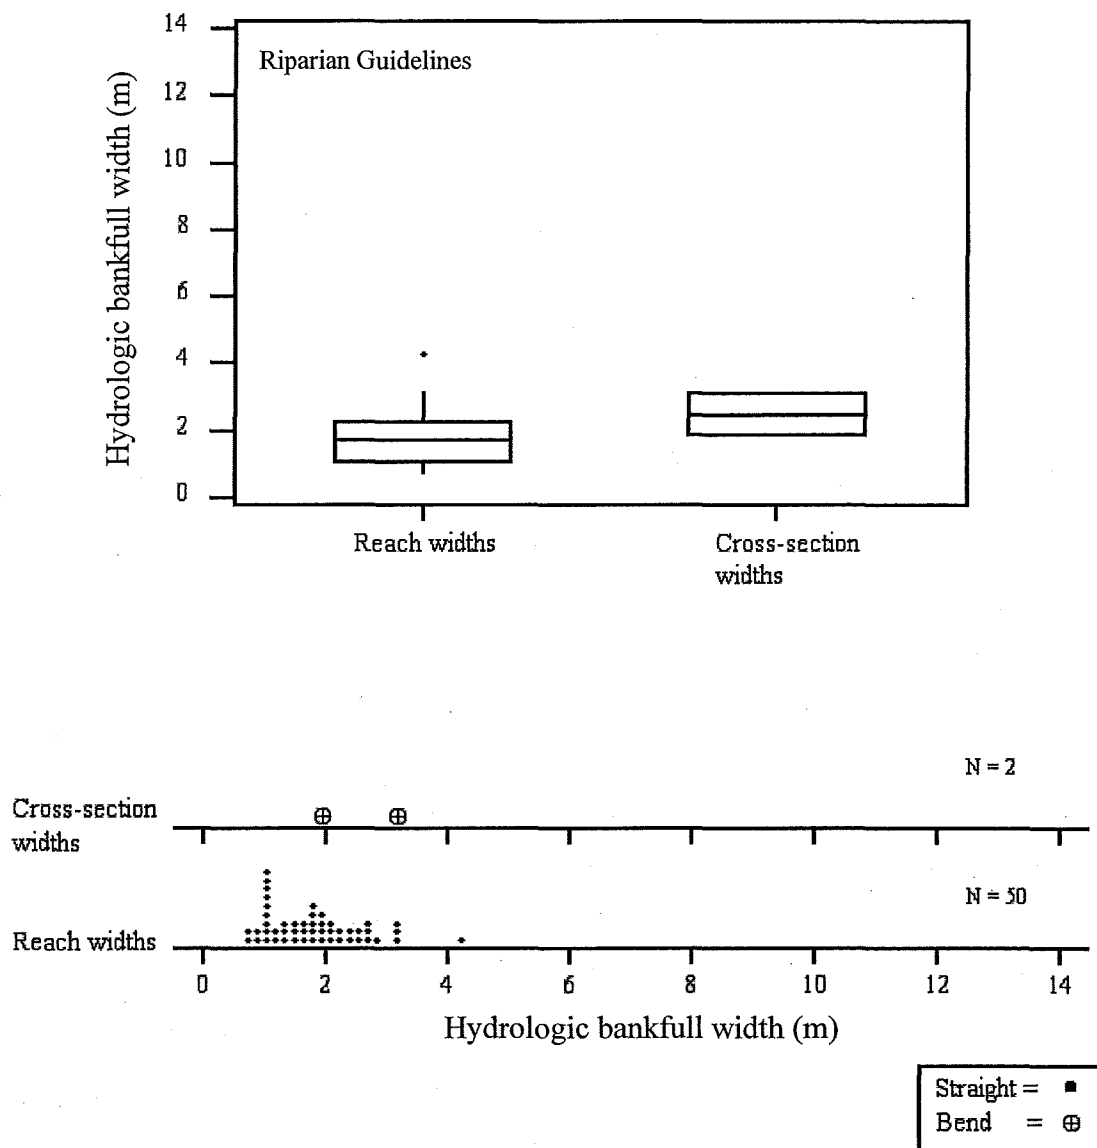 Riparian Guidelines
Hydrologic bankfull width (m)
14
12
10
8
6
4
2
0
Reach widths
Cross-section
widths
N = 2
Cross-section
widths
N = 50
Reach widths
0 2 4 6 8 10 12 14
Hydrologic bankfull width (m)
Straight =
Bend =